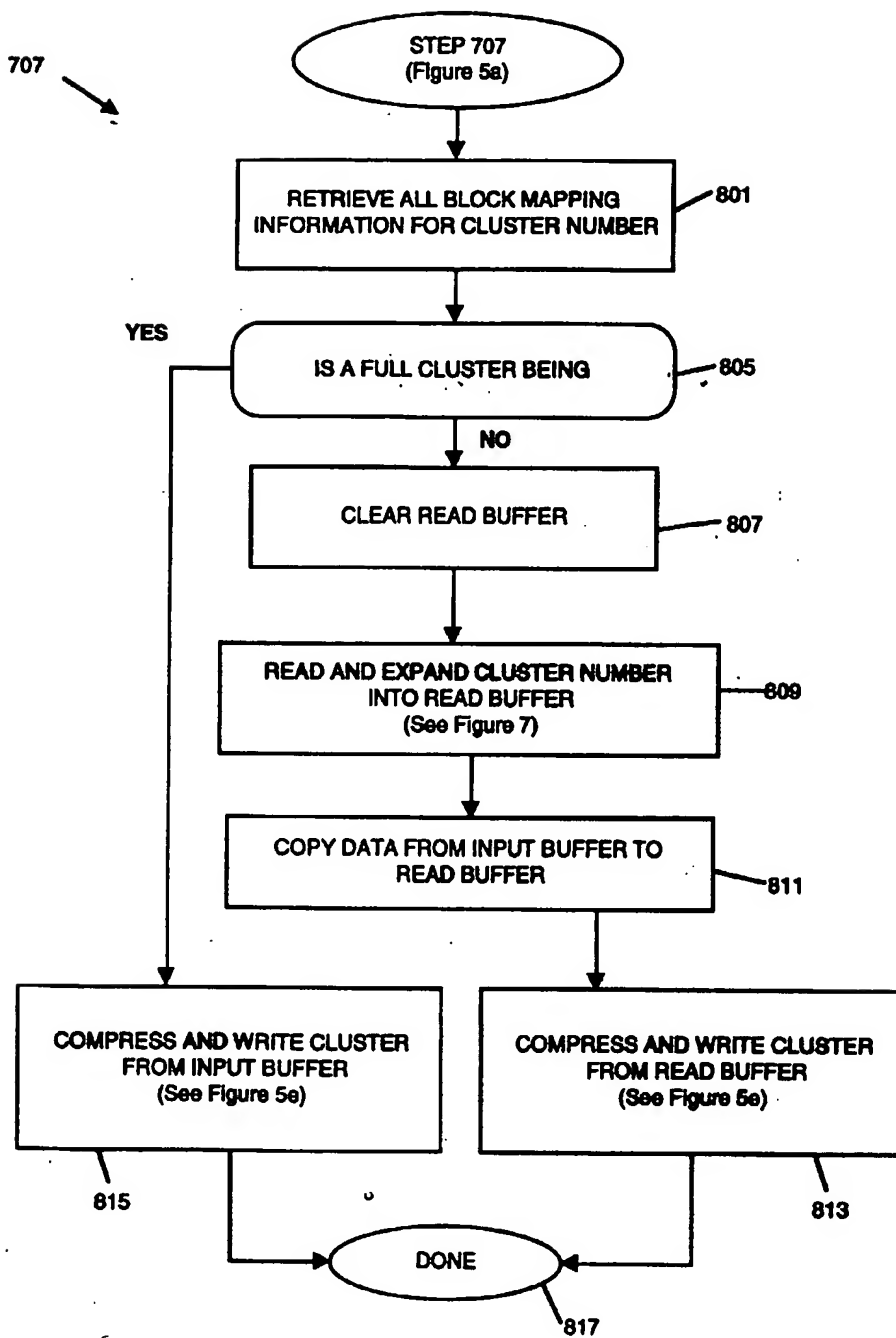 707
STEP 707
(Figure 5a)
RETRIEVE ALL BLOCK MAPPING
INFORMATION FOR CLUSTER NUMBER
801
YES
IS A FULL CLUSTER BEING
805
NO
CLEAR READ BUFFER
807
READ AND EXPAND CLUSTER NUMBER
INTO READ BUFFER
(See Figure 7)
809
COPY DATA FROM INPUT BUFFER TO
READ BUFFER
811
COMPRESS AND WRITE CLUSTER
FROM INPUT BUFFER
(See Figure 5e)
815
COMPRESS AND WRITE CLUSTER
FROM READ BUFFER
(See Figure 5e)
813
DONE
817